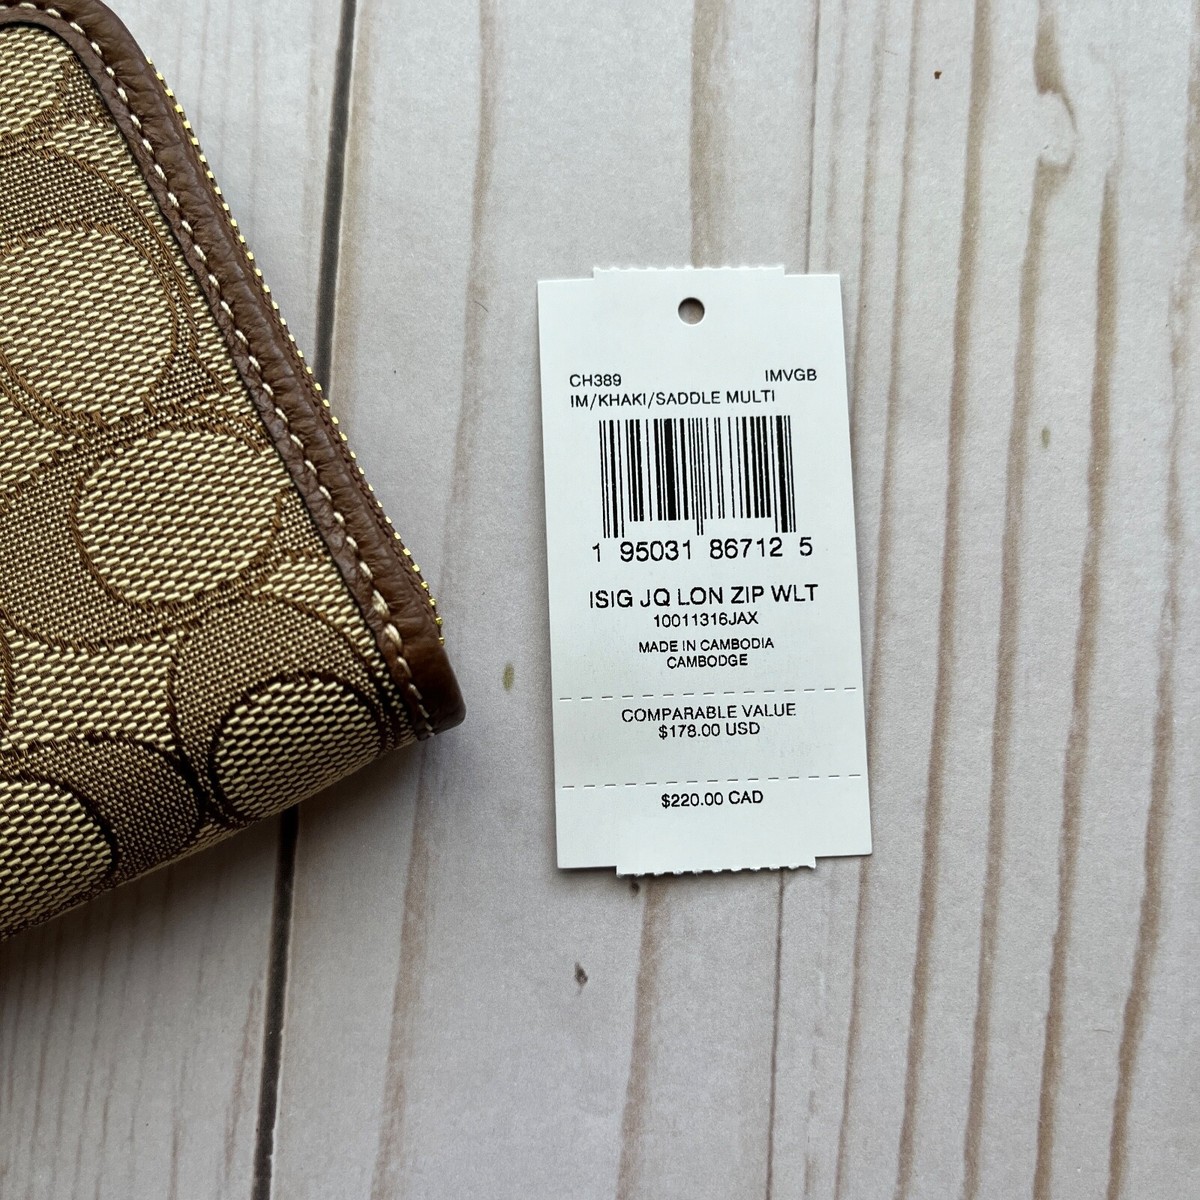 CH389 IMVGB
IM/KHAKI/SADDLE MULTI
1 95031 86712 5
ISIG JQ LON ZIP WLT
10011316JAX
MADE IN CAMBODIA
CAMBODGE
COMPARABLE VALUE
$178.00 USD
$220.00 CAD